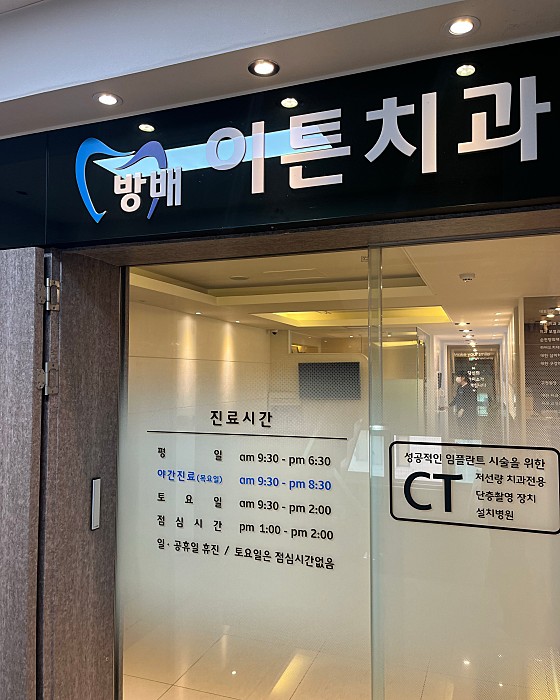 방배 이튼치과
진료시간
평 일 am 9:30 - pm 6:30
야간진료(목요일) am 9:30 - pm 8:30
토 요 일 am 9:30 - pm 2:00
점 심 시 간 pm 1:00 - pm 2:00
일 · 공휴일 휴진 / 토요일은 점심시간없음
성공적인 임플란트 시술을 위한
CT
저선량 치과전용
단층촬영 장치
설치병원
make your smile